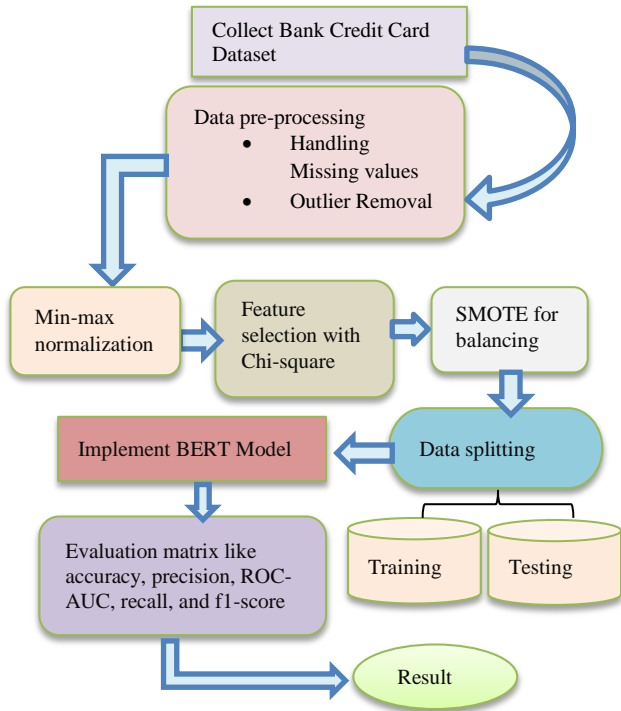 Collect Bank Credit Card
Dataset
Data pre-processing
• Handling
Missing values
• Outlier Removal
Min-max
normalization
Feature
selection with
Chi-square
SMOTE for
balancing
Implement BERT Model
Data splitting
Evaluation matrix like
accuracy, precision, ROC-
AUC, recall, and f1-score
Training
Testing
Result